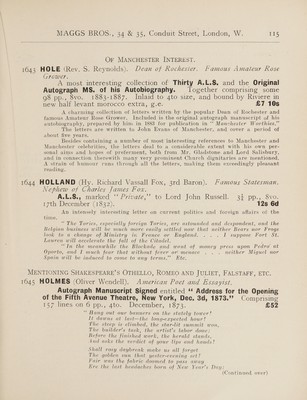 MAGGS BROS., 34 & 35, Conduit Street, London, W. 115
OF MANCHESTER INTEREST.
1643 HOLE (Rev. S. Reynolds). Dean of Rochester. Famous Amateur Rose
Grower.
A most interesting collection of Thirty A.L.S. and the Original
Autograph MS. of his Autobiography. Together comprising some
98 pp., 8vo. 1883-1887. Inlaid to 4to size, and bound by Riviere in
new half levant morocco extra, g.e. £7 10s
A charming collection of letters written by the popular Dean of Rochester and
famous Amateur Rose Grower. Included is the original autograph manuscript of his
autobiography, prepared by him in 1883 for publication in "Manchester Worthies."
The letters are written to John Evans of Manchester, and cover a period of
about five years.
Besides containing a number of most interesting references to Manchester and
Manchester celebrities, the letters deal to a considerable extent with his own per-
sonal aims and hopes of preferment, both from Mr. Gladstone and Lord Salisbury,
and in connection therewith many very prominent Church dignitaries are mentioned.
A strain of humour runs through all the letters, making them exceedingly pleasant
reading.
1644 HOLLAND (Hy. Richard Vassall Fox, 3rd Baron). Famous Statesman.
Nephew of Charles James Fox.
A.L.S., marked "Private," to Lord John Russell. 3½ pp., 8vo.
17th December (1832). 12s 6d
An intensely interesting letter on current politics and foreign affairs of the
time.
"The Tories, especially foreign Tories, are astounded and despondent, and the
Belgian business will be much more easily settled now that neither Bears nor Frogs
look to a change of Ministry in France or England. . . . I suppose Fort St.
Lawren will accelerate the fall of the Citadel.
"In the meanwhile the Blockade and want of money press upon Pedro at
Oporto, and I much fear that without fever or menace . . . neither Miguel nor
Spain will be induced to come to any terms." Etc.
MENTIONING SHAKESPEARE'S OTHELLO, ROMEO AND JULIET, FALSTAFF, ETC.
1645 HOLMES (Oliver Wendell). American Poet and Essayist.
Autograph Manuscript Signed entitled "Address for the Opening
of the Fifth Avenue Theatre, New York, Dec. 3d, 1873." Comprising
137 lines on 6 pp., 4to. December, 1873. £52
"Hang out our banners on the stately tower!
It dawns at last—the long-expected hour!
The steep is climbed, the star-lit summit won,
The builder's task, the artist's labor done;
Before the finished work, the herald stands,
And asks the verdict of your lips and hands!
Shall rosy daybreak make us all forget
The golden sun that yester-evening set?
Fair was the fabric doomed to pass away
Ere the last headaches born of New Year's Day;
(Continued over)